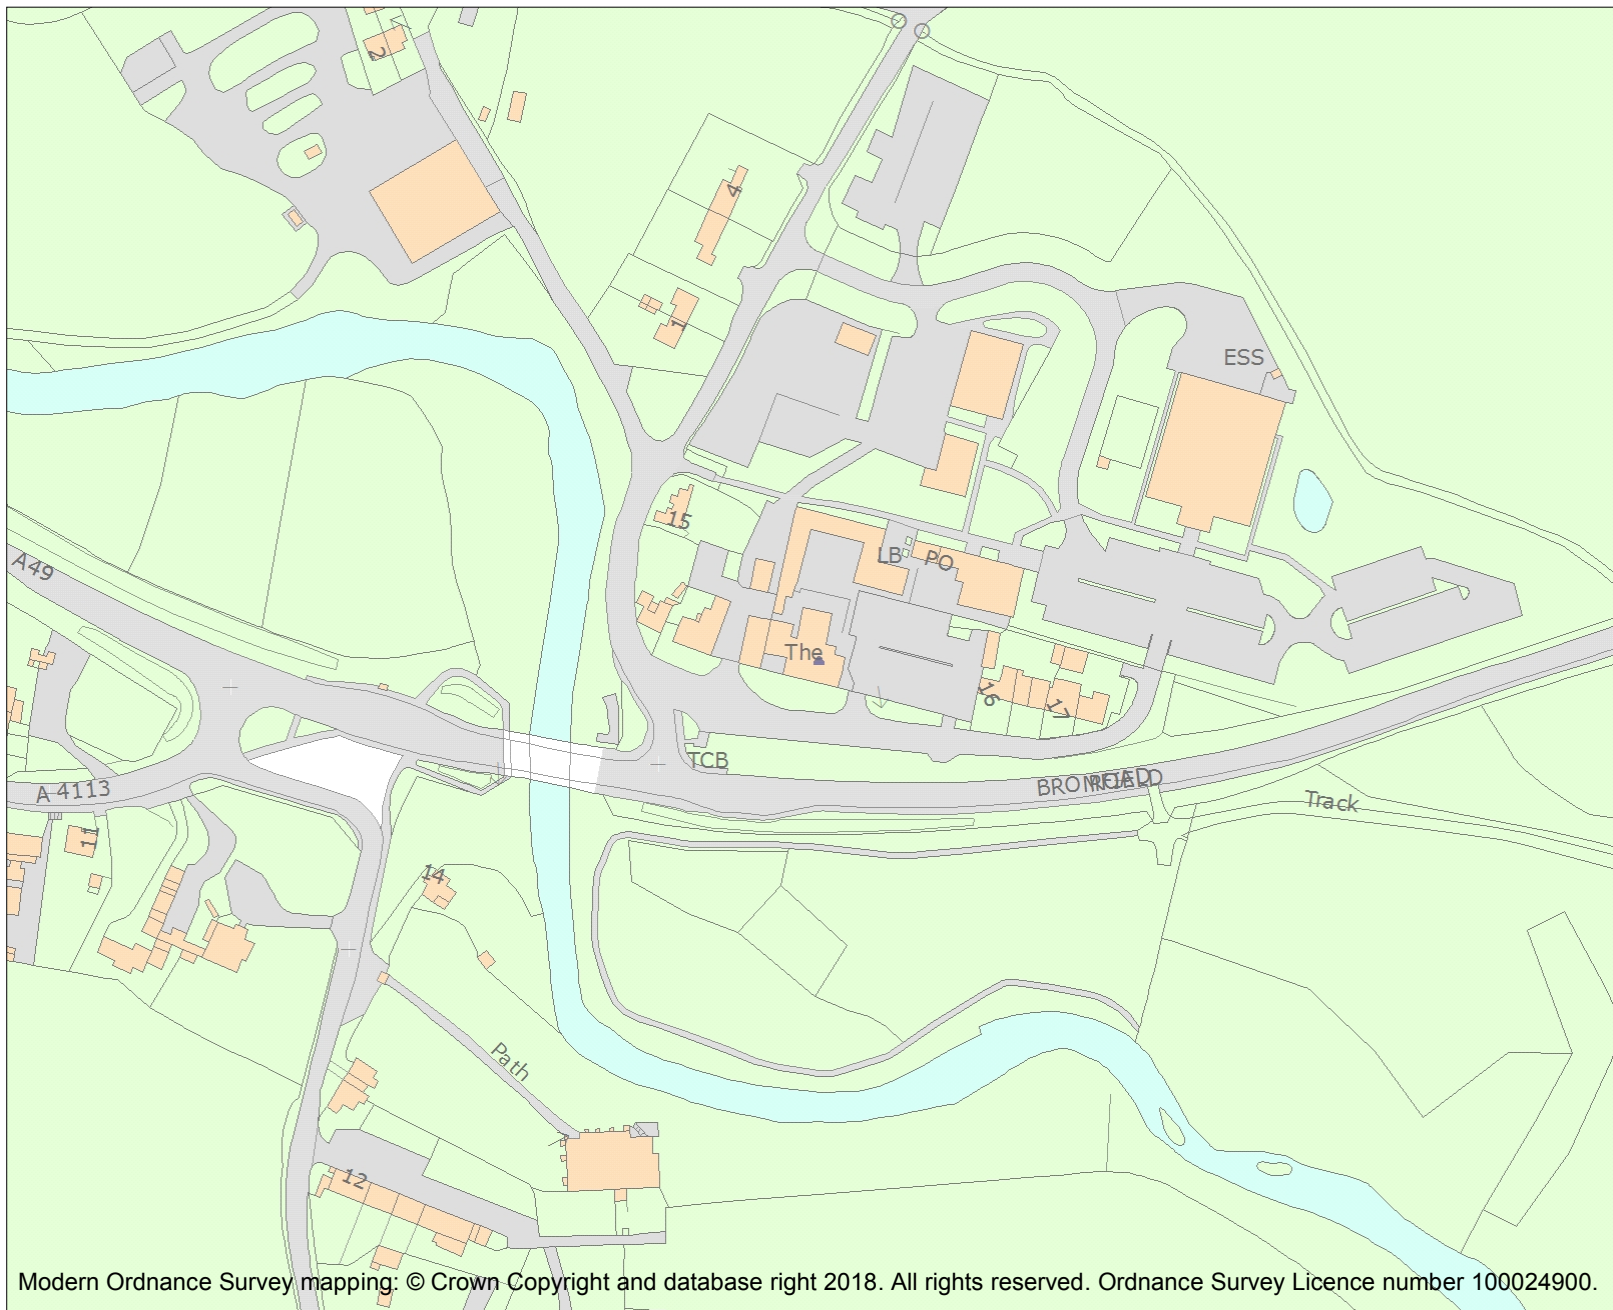 2
4
1
ESS
15
LB PO
A49
The
16
17
TCB
BROMFIELD
ROAD
A 4113
Track
11
14
Path
12
Modern Ordnance Survey mapping: © Crown Copyright and database right 2018. All rights reserved. Ordnance Survey Licence number 100024900.